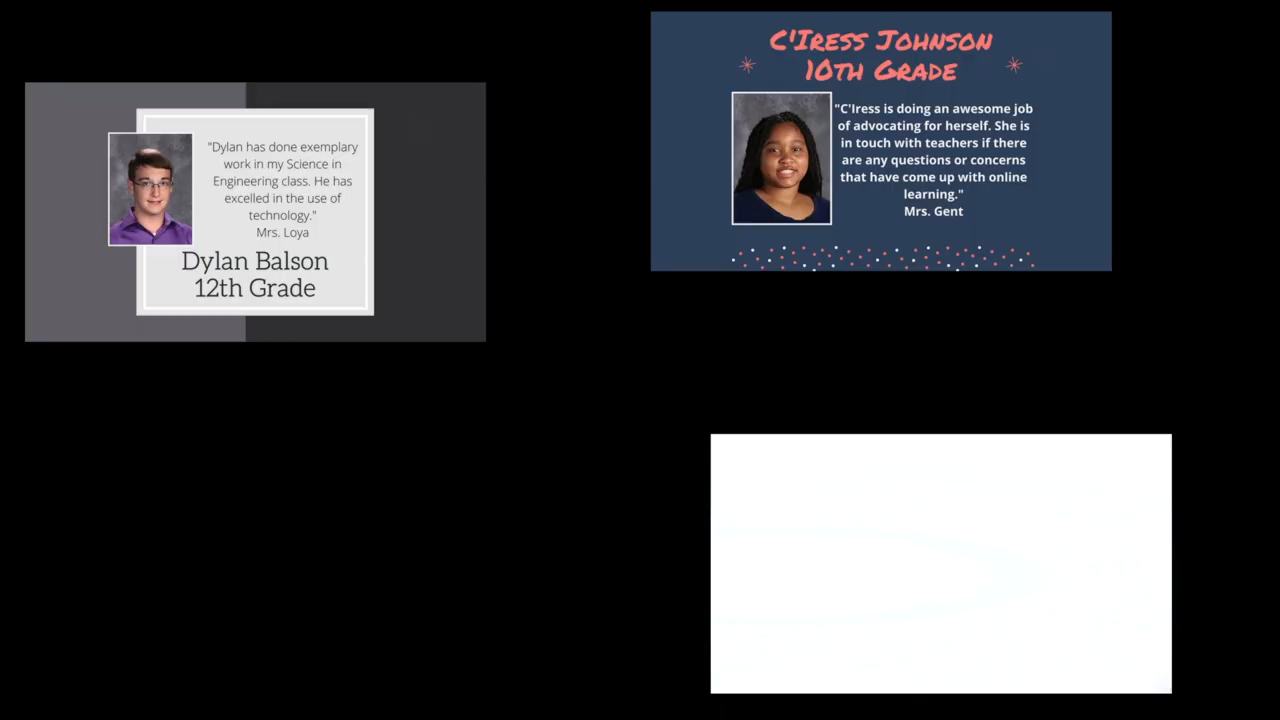 "Dylan has done exemplary
work in my Science in
Engineering class. He has
excelled in the use of
technology."
Mrs. Loya
Dylan Balson
12th Grade
C'Iress Johnson
10th Grade
"C'Iress is doing an awesome job
of advocating for herself. She is
in touch with teachers if there
are any questions or concerns
that have come up with online
learning."
Mrs. Gent